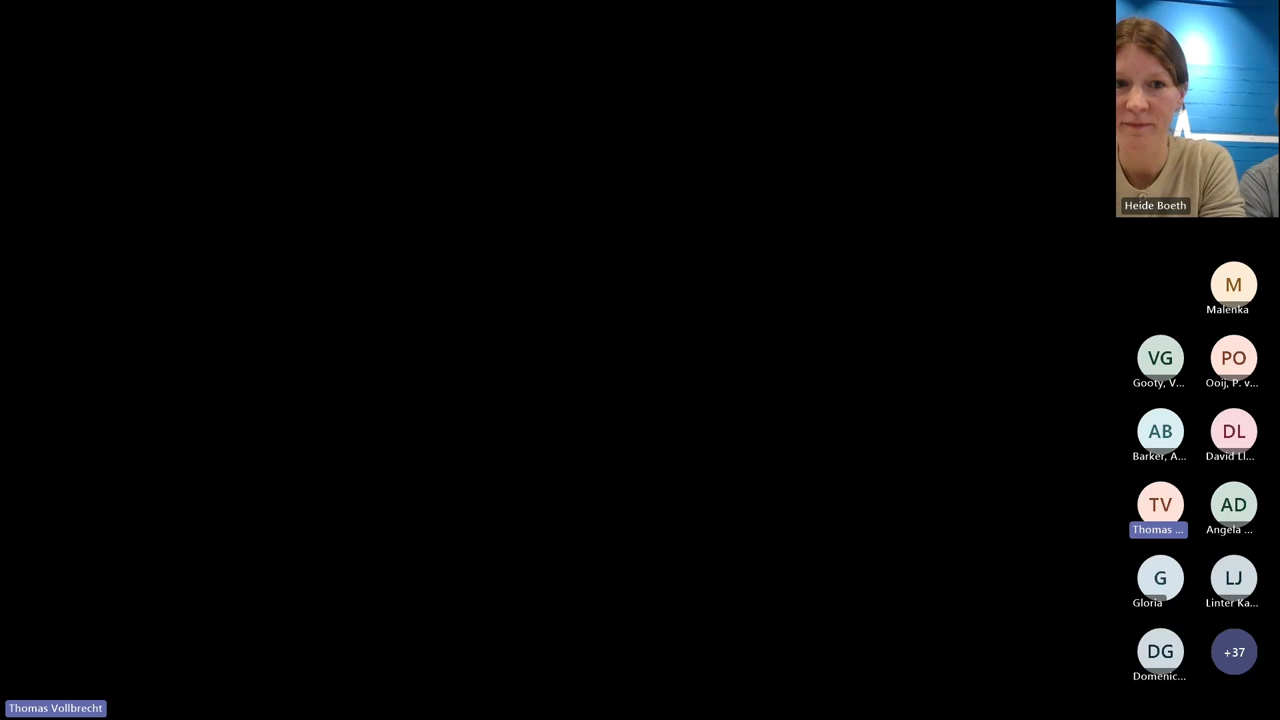 Heide Boeth
M
Malenka
VG
PO
Gooty, V...
Ooij, P. v...
AB
DL
Barker, A...
David Ll...
TV
AD
Thomas ...
Angela ...
G
LJ
Gloria
Linter Ka...
DG
+37
Domenic...
Thomas Vollbrecht